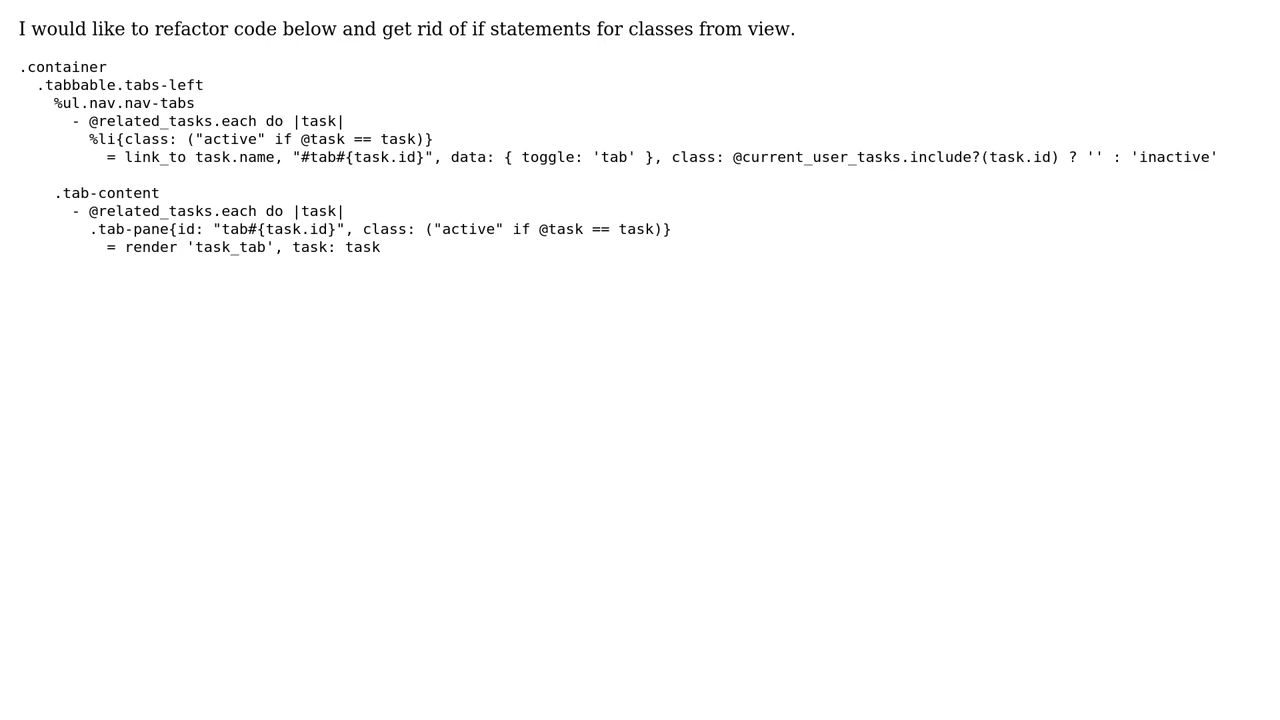 I would like to refactor code below and get rid of if statements for classes from view.
.container
  .tabbable.tabs-left
    %ul.nav.nav-tabs
      - @related_tasks.each do |task|
        %li{class: ("active" if @task == task)}
          = link_to task.name, "#tab#{task.id}", data: { toggle: 'tab' }, class: @current_user_tasks.include?(task.id) ? '' : 'inactive'

    .tab-content
      - @related_tasks.each do |task|
        .tab-pane{id: "tab#{task.id}", class: ("active" if @task == task)}
          = render 'task_tab', task: task